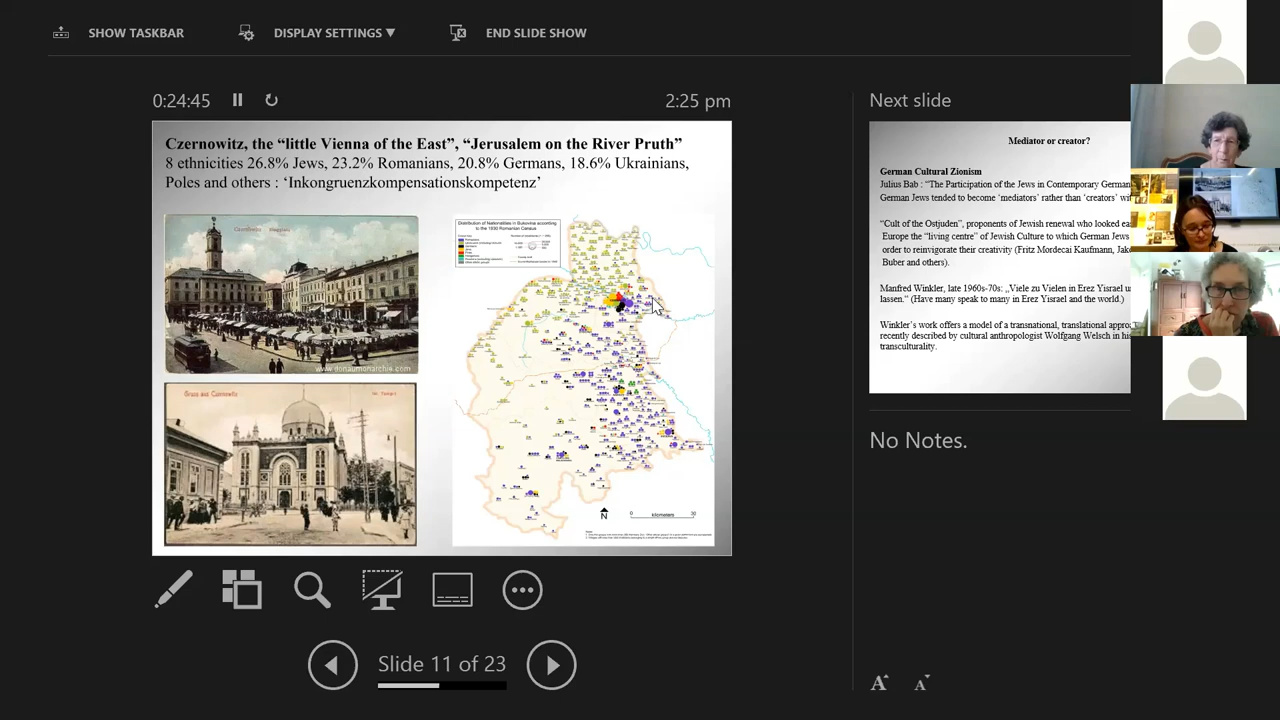 SHOW TASKBAR
DISPLAY SETTINGS ▼
END SLIDE SHOW
0:24:45
2:25 pm
Czernowitz, the “little Vienna of the East”, “Jerusalem on the River Pruth”
8 ethnicities 26.8% Jews, 23.2% Romanians, 20.8% Germans, 18.6% Ukrainians,
Poles and others : ‘Inkongruenzkompensationskompetenz’
Czernowitz
www.donaumonarchie.com
Gruss aus Czernowitz
Distribution of Nationalities in Bukovina according
to the 1930 Romanian Census
N
0
kilometers
30
Next slide
Mediator or creator?
German Cultural Zionism
Julius Bab : “The Participation of the Jews in Contemporary German
German Jews tended to become ‘mediators’ rather than ‘creators’
‘Cult of the Ostjuden’
ponents of Jewish renewal who looked
Europe the “living centre” of Jewish Culture to which German Jews
order to reinvigorate their creativity (Fritz Mordecai Kaufmann,
Buber and others).
Manfred Winkler, late 1960s-70s: „Viele zu Vielen in Erez Yisrael
lassen.” (Have many speak to many in Erez Yisrael and the world.)
Winkler's work offers a model of a transnational, translational
recently described by cultural anthropologist Wolfgang Welsch in
transculturality.
No Notes.
Slide 11 of 23
A
A